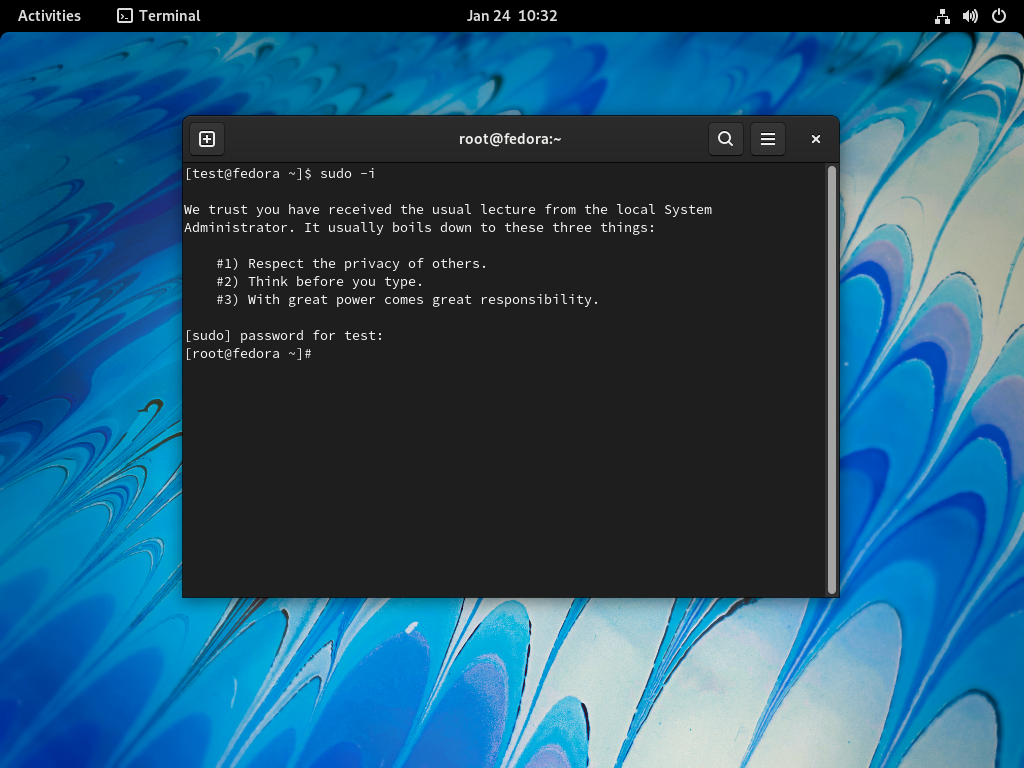 Activities Terminal Jan 24 10:32
root@fedora:~
[test@fedora ~]$ sudo -i
We trust you have received the usual lecture from the local System
Administrator. It usually boils down to these three things:
#1) Respect the privacy of others.
#2) Think before you type.
#3) With great power comes great responsibility.
[sudo] password for test:
[root@fedora ~]#